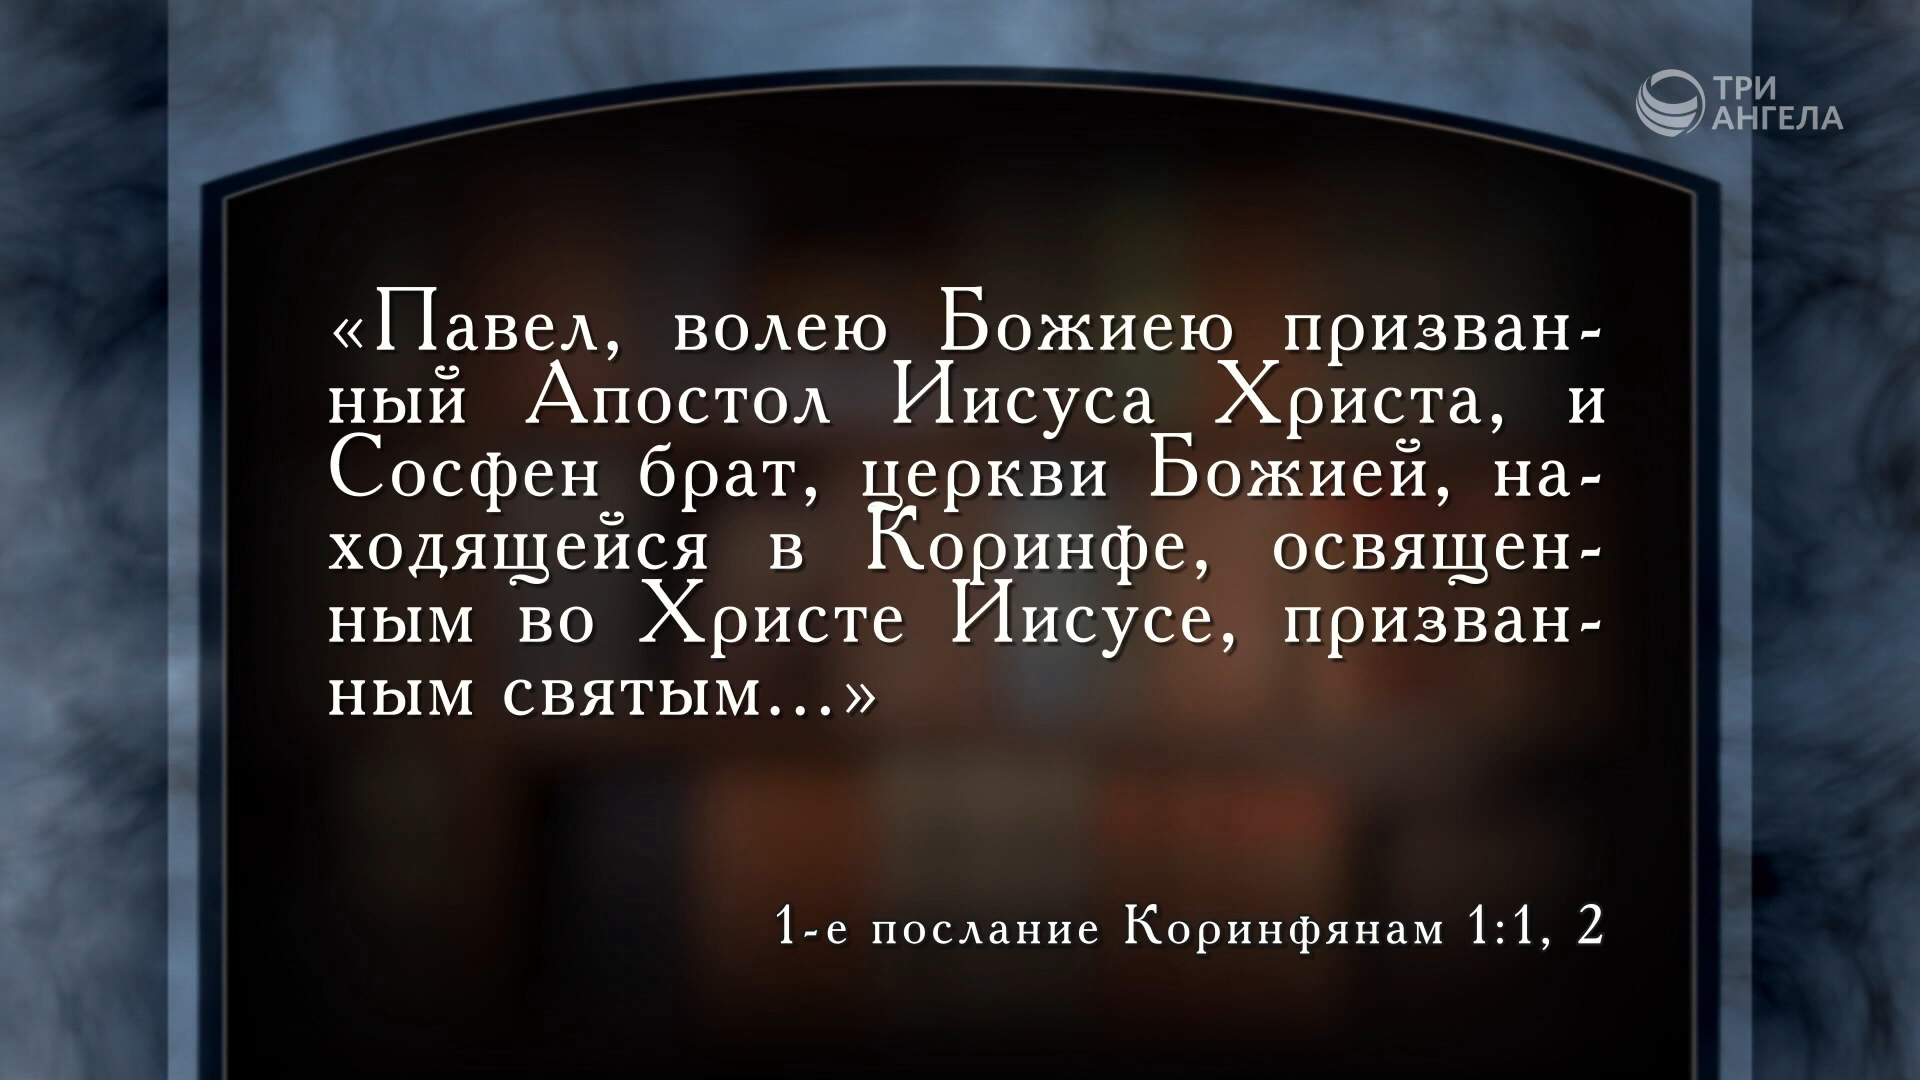 ТРИ
АНГЕЛА
«Павел, волею Божиею призван-
ный Апостол Иисуса Христа, и
Сосфен брат, церкви Божией, на-
ходящейся в Коринфе, освящен-
ным во Христе Иисусе, призван-
ным святым...»
1-е послание Коринфянам 1:1, 2